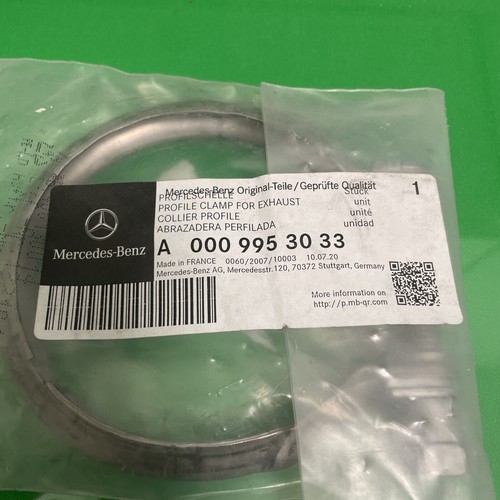 Mercedes-Benz Original-Teile/Geprüfte Qualität 1
PROFILSCHELLE Stück
PROFILE CLAMP FOR EXHAUST unit
COLLIER PROFILE unité
ABRAZADERA PERFILADA unidad
Mercedes-Benz
A 000 995 30 33
Made in FRANCE 0060/2007/10003 10.07.20
Mercedes-Benz AG, Mercedesstr.120, 70372 Stuttgart, Germany
More information on
http://p.mb-qr.com